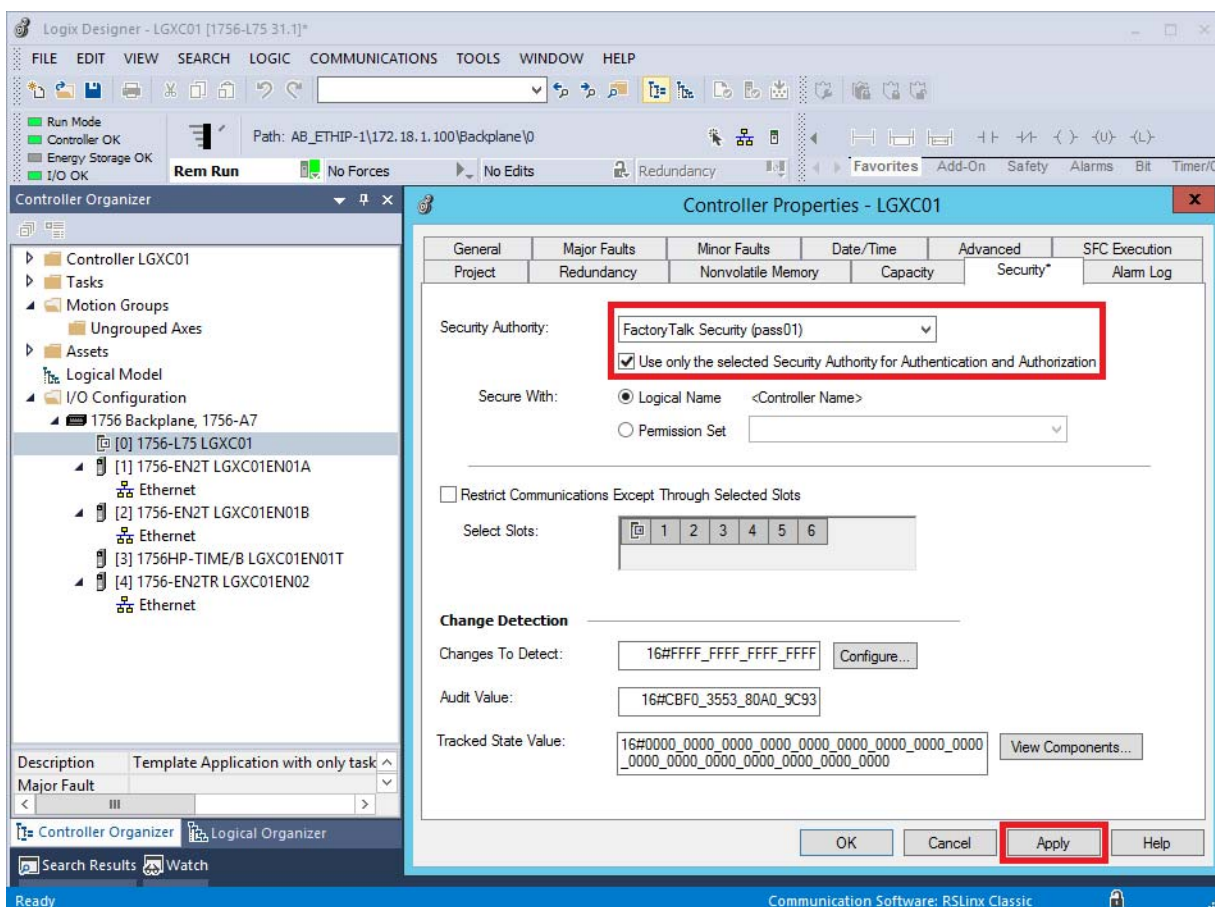 Logix Designer - LGXC01 [1756-L75 31.1]*
FILE EDIT VIEW SEARCH LOGIC COMMUNICATIONS TOOLS WINDOW HELP
Run Mode
Controller OK
Energy Storage OK
I/O OK
Path: AB_ETHIP-1\172.18.1.100\Backplane\0
Rem Run No Forces No Edits Redundancy
Favorites Add-On Safety Alarms Bit Timer/C
Controller Organizer
Controller LGXC01
Tasks
Motion Groups
Ungrouped Axes
Assets
Logical Model
I/O Configuration
1756 Backplane, 1756-A7
[0] 1756-L75 LGXC01
[1] 1756-EN2T LGXC01EN01A
Ethernet
[2] 1756-EN2T LGXC01EN01B
Ethernet
[3] 1756HP-TIME/B LGXC01EN01T
[4] 1756-EN2TR LGXC01EN02
Ethernet
Description Template Application with only task
Major Fault
Controller Organizer Logical Organizer
Search Results Watch
Controller Properties - LGXC01
General Major Faults Minor Faults Date/Time Advanced SFC Execution
Project Redundancy Nonvolatile Memory Capacity Security* Alarm Log
Security Authority: FactoryTalk Security (pass01)
Use only the selected Security Authority for Authentication and Authorization
Secure With: Logical Name <Controller Name>
Permission Set
Restrict Communications Except Through Selected Slots
Select Slots: 1 2 3 4 5 6
Change Detection
Changes To Detect: 16#FFFF_FFFF_FFFF_FFFF Configure...
Audit Value: 16#CBF0_3553_80A0_9C93
Tracked State Value: 16#0000_0000_0000_0000_0000_0000_0000_0000_0000
_0000_0000_0000_0000_0000_0000_0000 View Components...
OK Cancel Apply Help
Ready Communication Software: RSLinx Classic